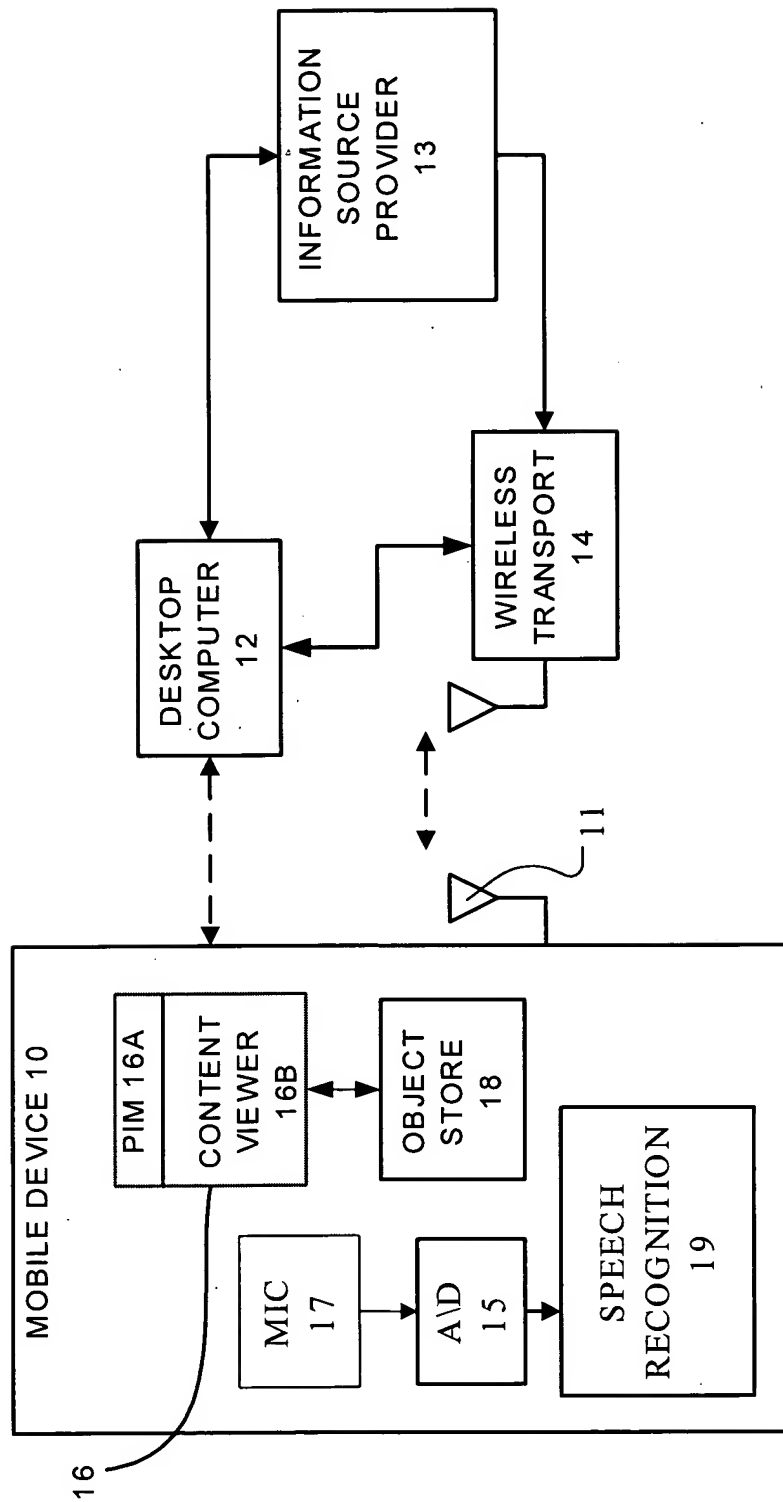 16
MOBILE DEVICE 10
PIM 16A
CONTENT
VIEWER
16B
MIC
17
A\D
15
OBJECT
STORE
18
SPEECH
RECOGNITION
19
11
DESKTOP
COMPUTER
12
WIRELESS
TRANSPORT
14
INFORMATION
SOURCE
PROVIDER
13